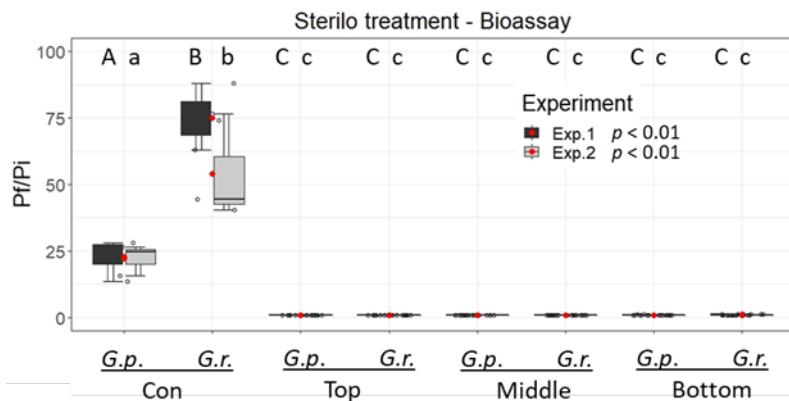 Sterilo treatment - Bioassay
100
A a B b C c C c C c C c C c C c
Experiment
Exp.1 p < 0.01
Exp.2 p < 0.01
75
50
25
0
Pf/Pi
G.p. G.r. G.p. G.r. G.p. G.r. G.p. G.r.
Con Top Middle Bottom